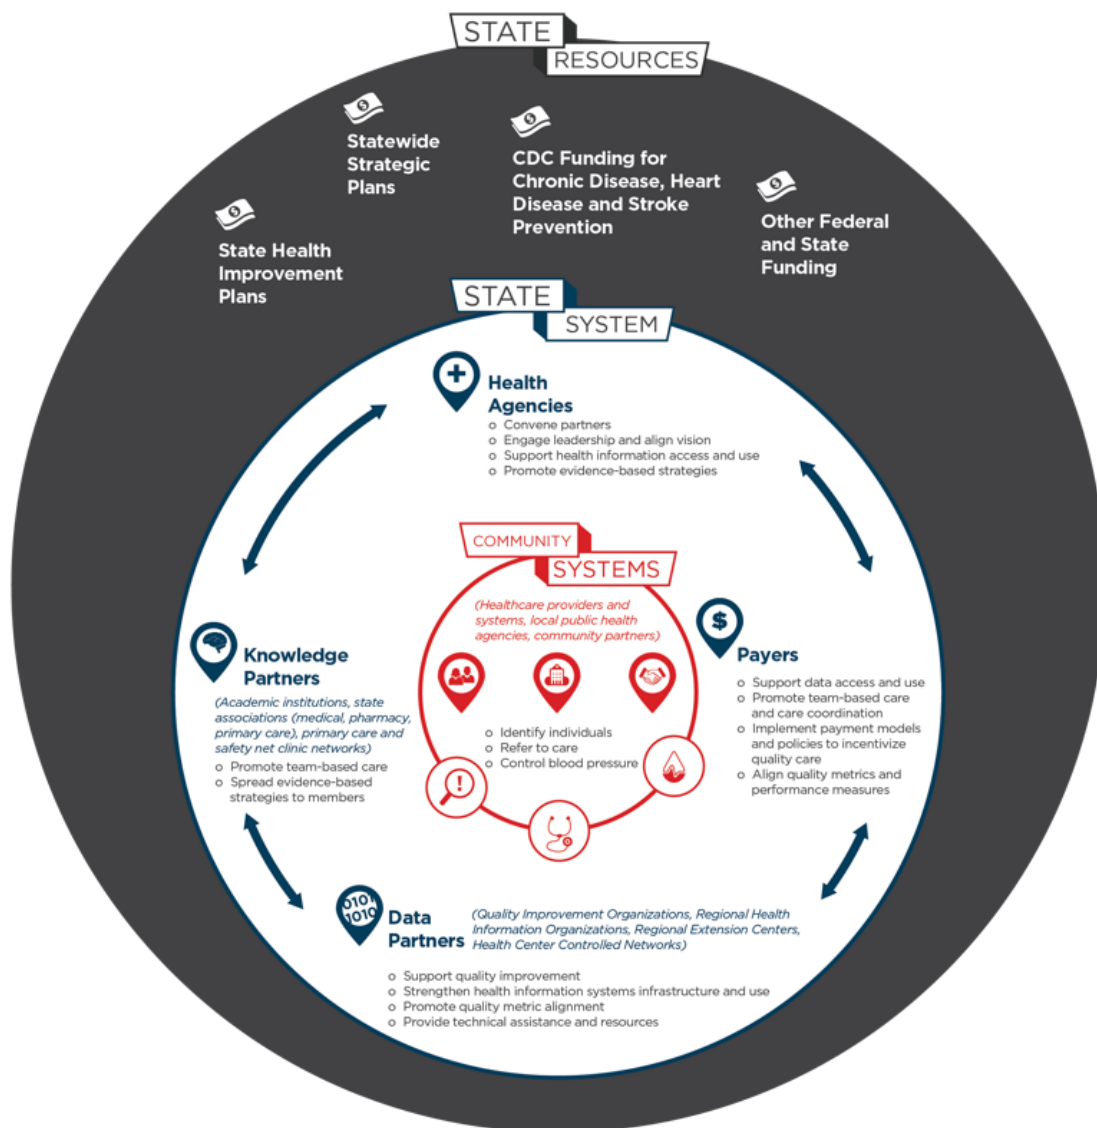 STATE
RESOURCES
Statewide
Strategic
Plans
CDC Funding for
Chronic Disease, Heart
Disease and Stroke
Prevention
State Health
Improvement
Plans
Other Federal
and State
Funding
STATE
SYSTEM
Health
Agencies
Convene partners
Engage leadership and align vision
Support health information access and use
Promote evidence-based strategies
COMMUNITY
SYSTEMS
(Healthcare providers and
systems, local public health
agencies, community partners)
Identify individuals
Refer to care
Control blood pressure
Knowledge
Partners
(Academic institutions, state
associations (medical, pharmacy,
primary care), primary care and
safety net clinic networks)
Promote team-based care
Spread evidence-based
strategies to members
$
Payers
Support data access and use
Promote team-based care
and care coordination
Implement payment models
and policies to incentivize
quality care
Align quality metrics and
performance measures
0101
1010
Data
Partners
(Quality Improvement Organizations, Regional Health
Information Organizations, Regional Extension Centers,
Health Center Controlled Networks)
Support quality improvement
Strengthen health information systems infrastructure and use
Promote quality metric alignment
Provide technical assistance and resources